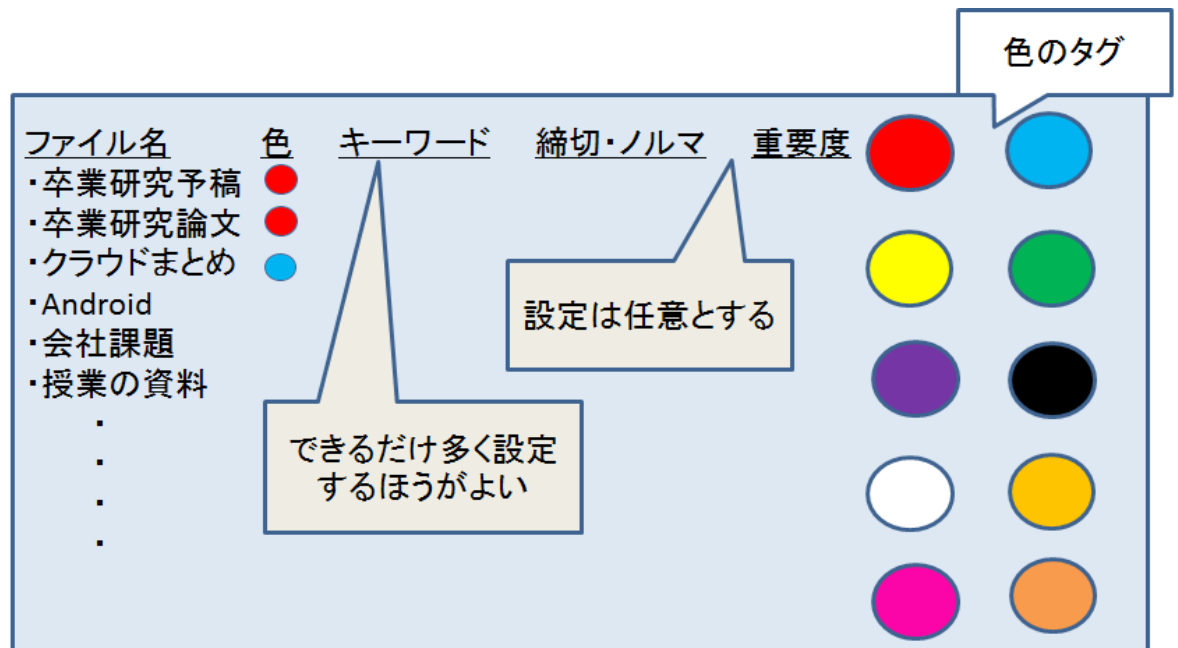 色のタグ
ファイル名 色 キーワード 締切・ノルマ 重要度
・卒業研究予稿
・卒業研究論文
・クラウドまとめ
・Android
・会社課題
・授業の資料
・
・
・
・
設定は任意とする
できるだけ多く設定
するほうがよい